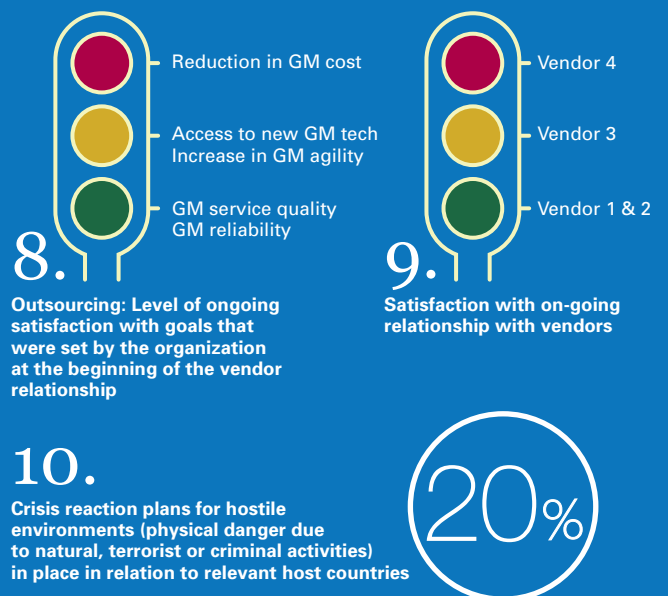 Reduction in GM cost
Access to new GM tech
Increase in GM agility
GM service quality
GM reliability
8.
Outsourcing: Level of ongoing
satisfaction with goals that
were set by the organization
at the beginning of the vendor
relationship
Vendor 4
Vendor 3
Vendor 1 & 2
9.
Satisfaction with on-going
relationship with vendors
10.
Crisis reaction plans for hostile
environments (physical danger due
to natural, terrorist or criminal activities)
in place in relation to relevant host countries
20%